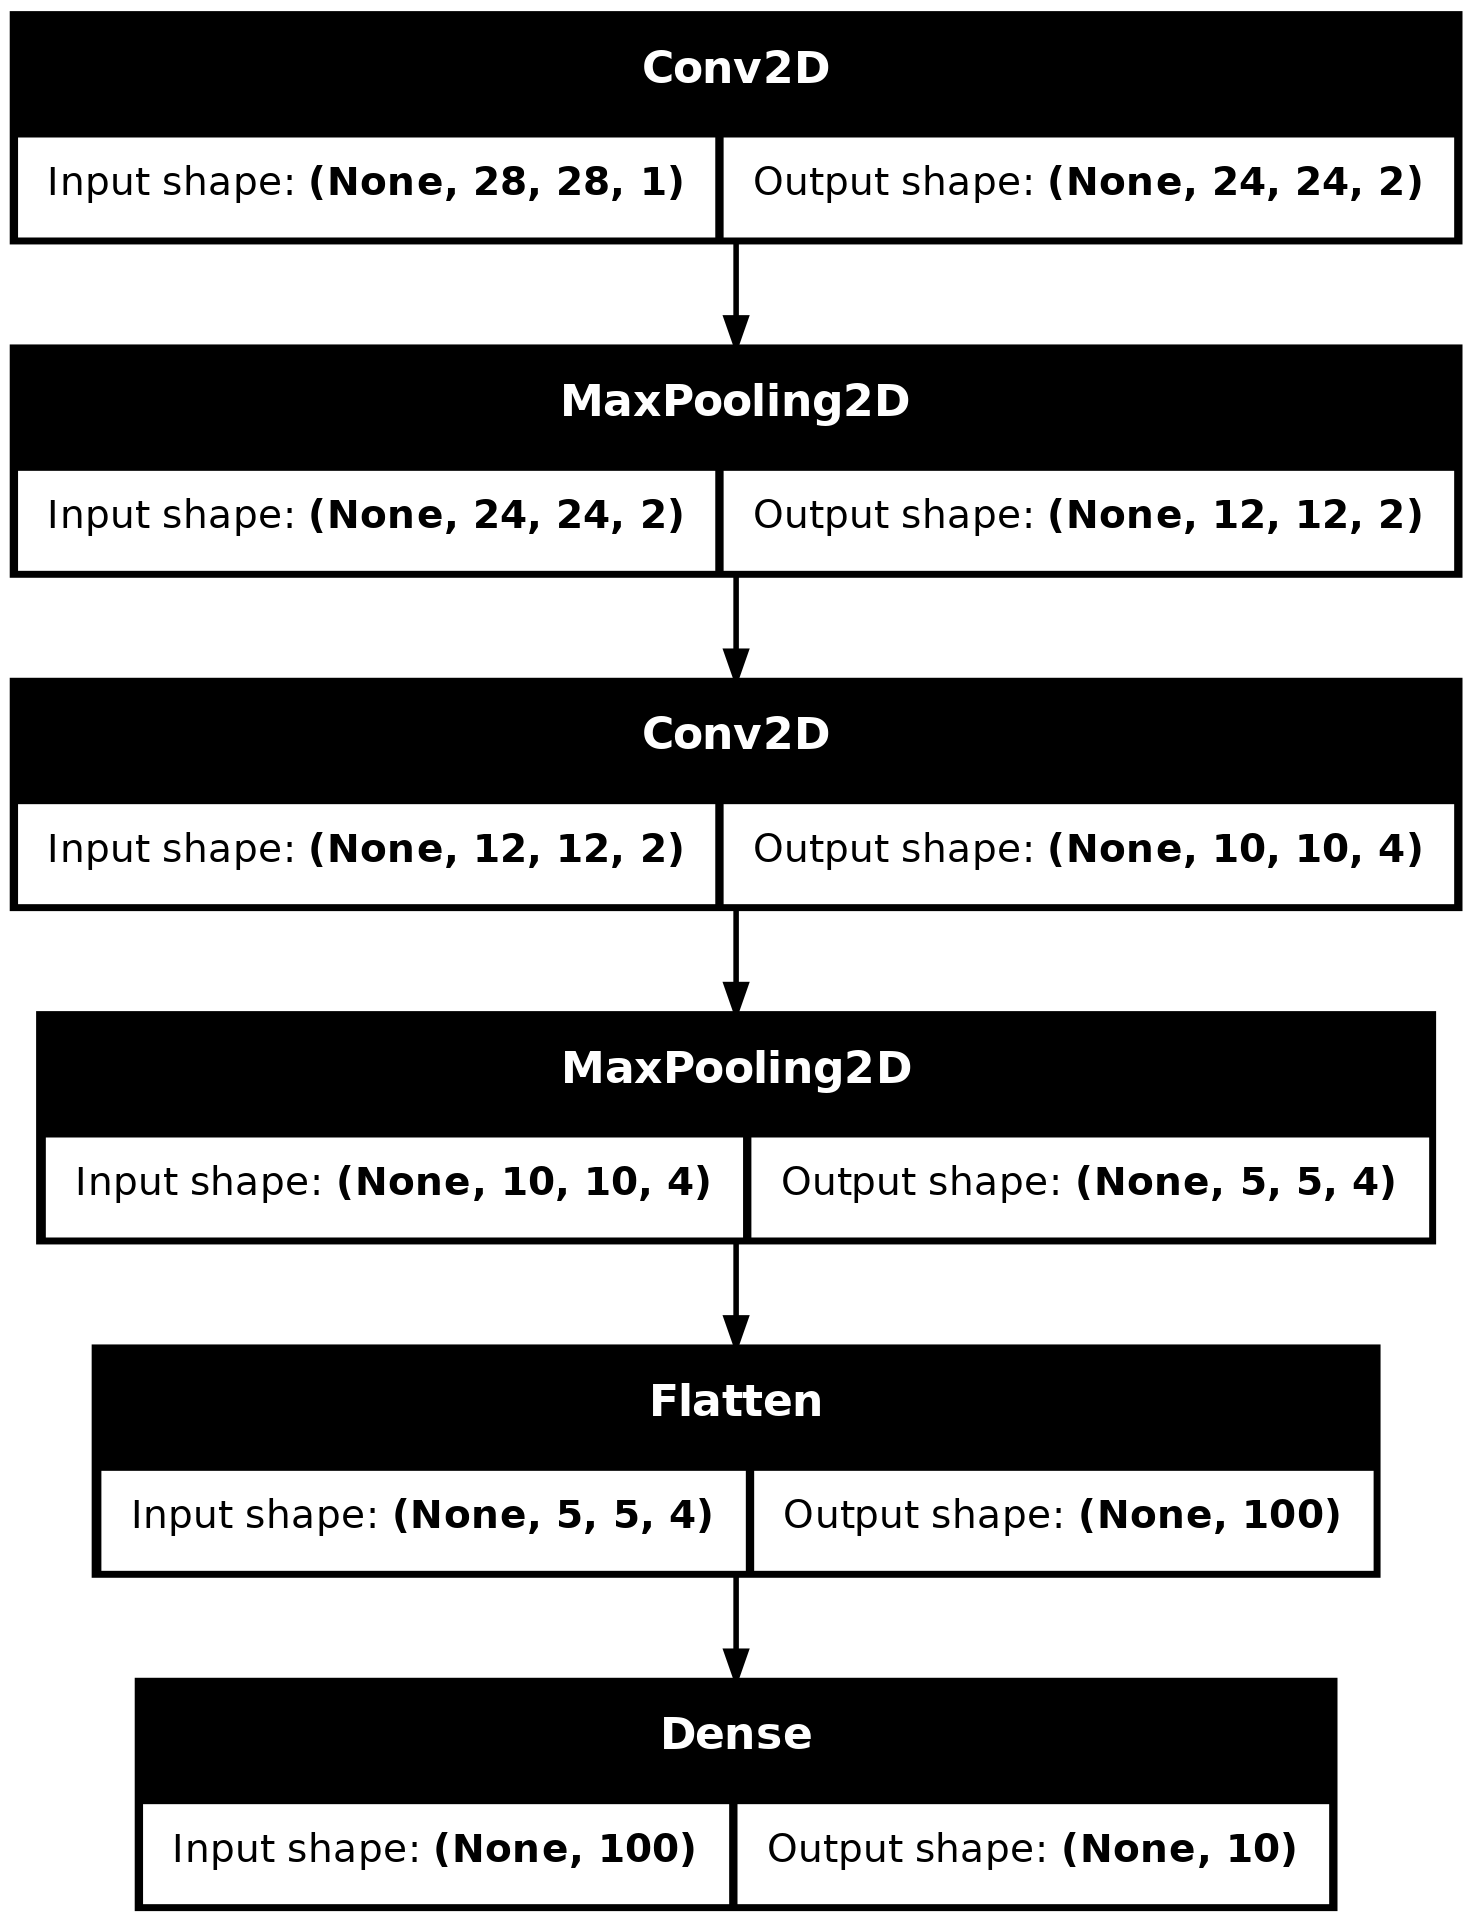 Conv2D
Input shape: (None, 28, 28, 1) Output shape: (None, 24, 24, 2)
MaxPooling2D
Input shape: (None, 24, 24, 2) Output shape: (None, 12, 12, 2)
Conv2D
Input shape: (None, 12, 12, 2) Output shape: (None, 10, 10, 4)
MaxPooling2D
Input shape: (None, 10, 10, 4) Output shape: (None, 5, 5, 4)
Flatten
Input shape: (None, 5, 5, 4) Output shape: (None, 100)
Dense
Input shape: (None, 100) Output shape: (None, 10)